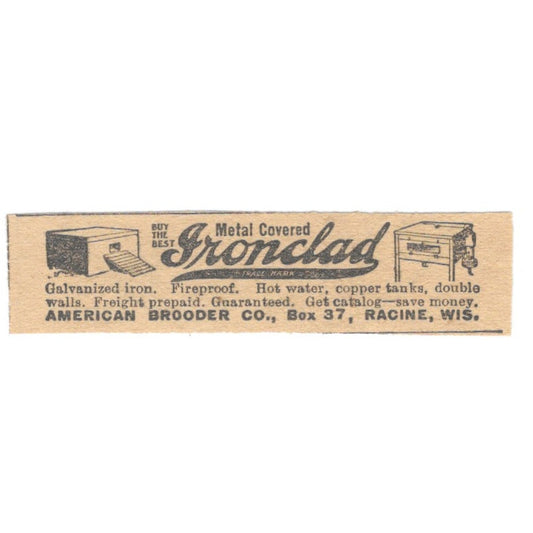 BUY THE BEST
Metal Covered
Ironclad
TRADE MARK
Galvanized iron. Fireproof. Hot water, copper tanks, double
walls. Freight prepaid. Guaranteed. Get catalog—save money.
AMERICAN BROODER CO., Box 37, RACINE, WIS.